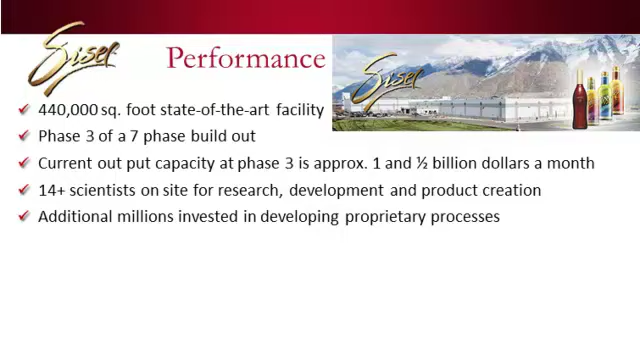 Sisel
Performance
Sisel
440,000 sq. foot state-of-the-art facility
Phase 3 of a 7 phase build out
Current out put capacity at phase 3 is approx. 1 and ½ billion dollars a month
14+ scientists on site for research, development and product creation
Additional millions invested in developing proprietary processes